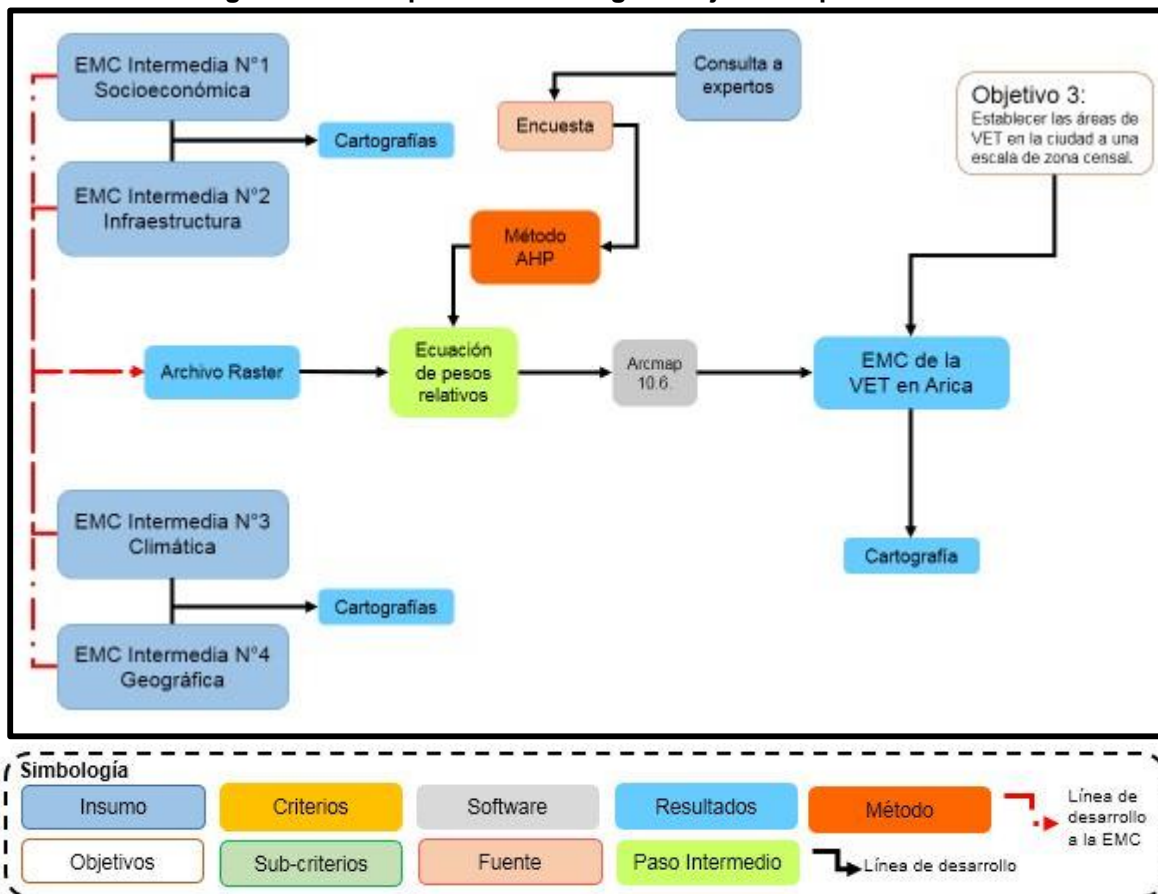 EMC Intermedia N°1
Socioeconómica
Cartografías
EMC Intermedia N°2
Infraestructura
Consulta a
expertos
Encuesta
Método
AHP
Objetivo 3:
Establecer las áreas de
VET en la ciudad a una
escala de zona censal.
Archivo Raster
Ecuación
de pesos
relativos
Arcmap
10.6
EMC de la
VET en Arica
Cartografía
EMC Intermedia N°3
Climática
Cartografías
EMC Intermedia N°4
Geográfica
Simbología
Insumo
Criterios
Software
Resultados
Método
Línea de
desarrollo
a la EMC
Objetivos
Sub-criterios
Fuente
Paso Intermedio
Línea de desarrollo